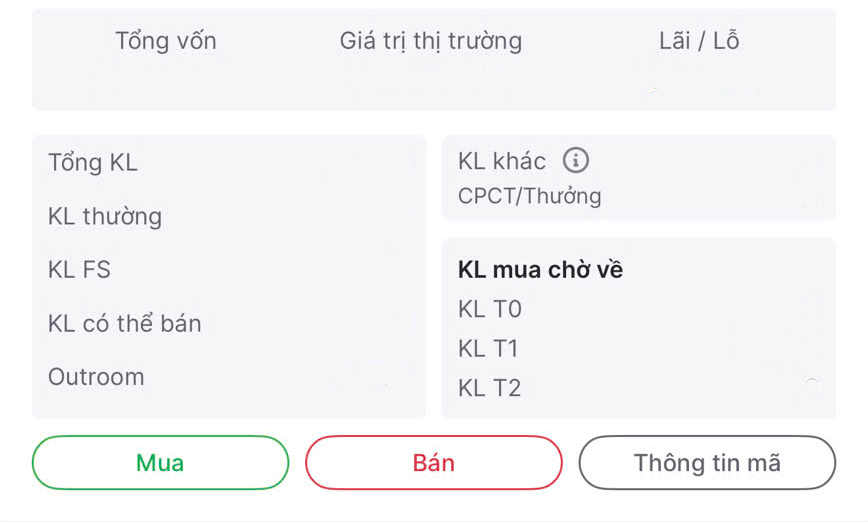 Tổng vốn Giá trị thị trường Lãi / Lỗ
Tổng KL
KL thường
KL FS
KL có thể bán
Outroom
KL khác
CPCT/Thưởng
KL mua chờ về
KL T0
KL T1
KL T2
Mua Bán Thông tin mã